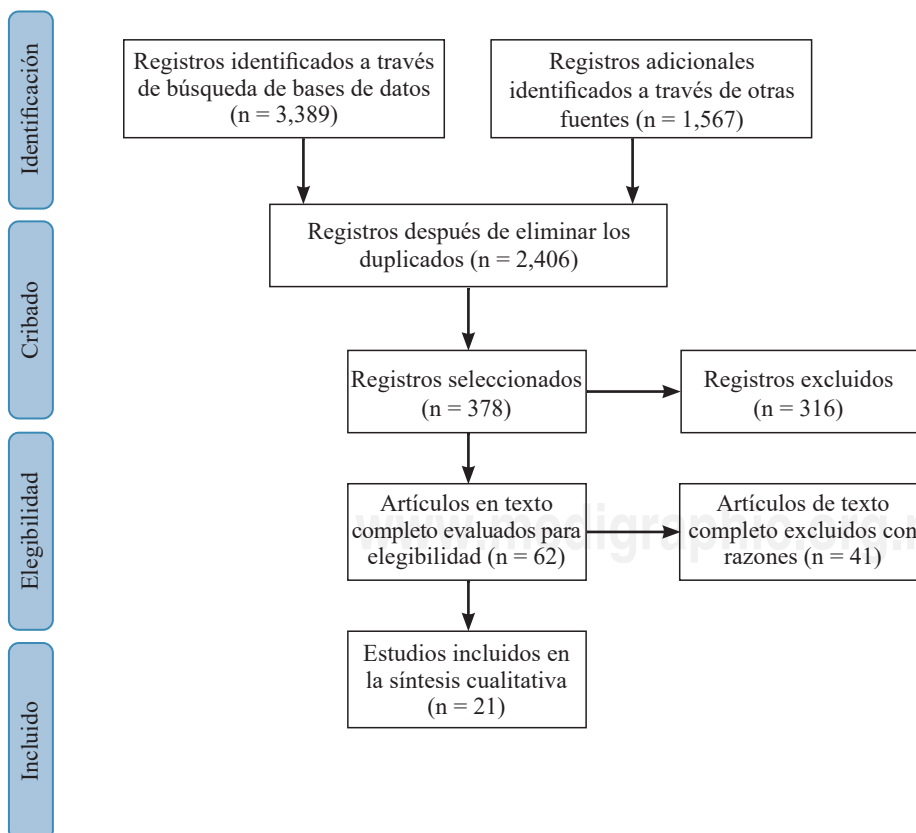 Identificación
Registros identificados a través
de búsqueda de bases de datos
(n = 3,389)
Registros adicionales
identificados a través de otras
fuentes (n = 1,567)
Registros después de eliminar los
duplicados (n = 2,406)
Cribado
Registros seleccionados
(n = 378)
Registros excluidos
(n = 316)
Elegibilidad
Artículos en texto
completo evaluados para
elegibilidad (n = 62)
Artículos de texto
completo excluidos con
razones (n = 41)
www.medigraphic.org.m
Incluido
Estudios incluidos en
la síntesis cualitativa
(n = 21)